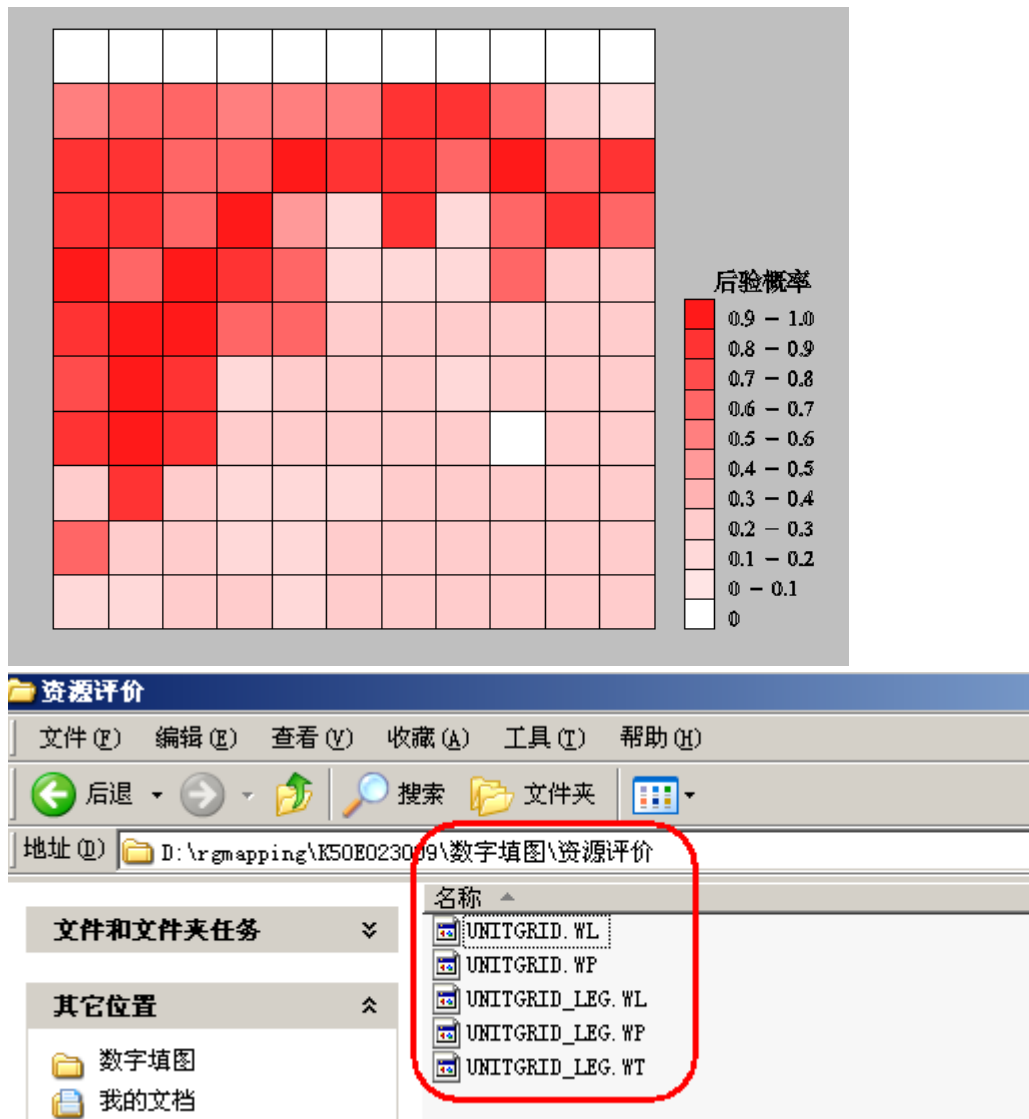 后验概率
0.9 - 1.0
0.8 - 0.9
0.7 - 0.8
0.6 - 0.7
0.5 - 0.6
0.4 - 0.5
0.3 - 0.4
0.2 - 0.3
0.1 - 0.2
0 - 0.1
0
资源评价
文件(F) 编辑(E) 查看(V) 收藏(A) 工具(T) 帮助(H)
后退 搜索 文件夹
地址(D) D:\rgmapping\K50E023009\数字填图\资源评价
名称
文件和文件夹任务
UNITGRID.WL
UNITGRID.WP
其它位置
UNITGRID_LEG.WL
UNITGRID_LEG.WP
数字填图
UNITGRID_LEG.WT
我的文档